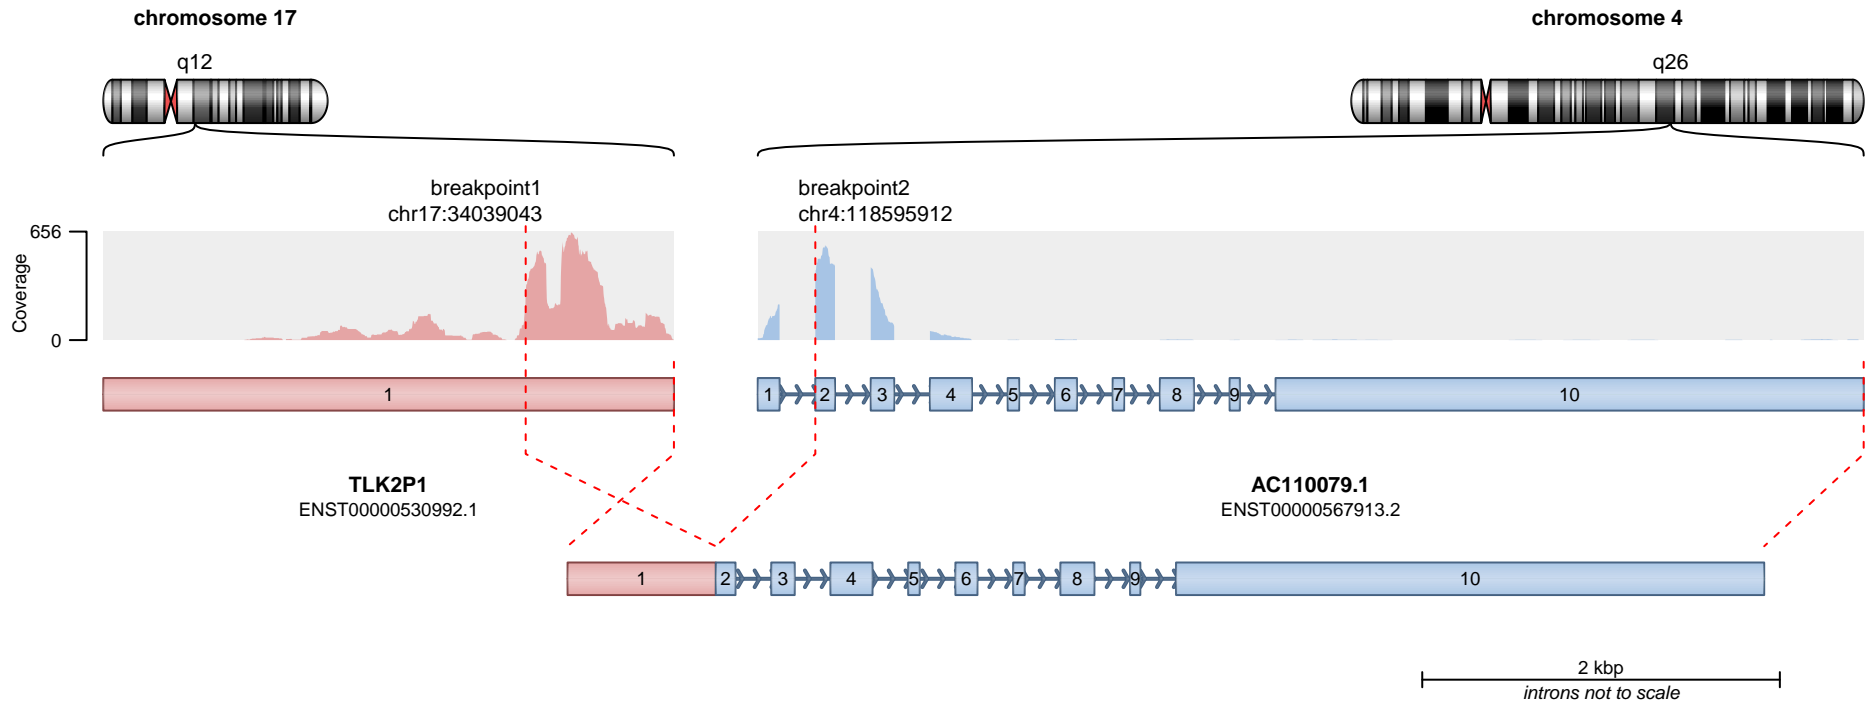 chromosome 17
chromosome 4
q12
q26
breakpoint1
chr17:34039043
breakpoint2
chr4:118595912
656
0
Coverage
1
1 2 3 4 5 6 7 8 9 10
TLK2P1
ENST00000530992.1
AC110079.1
ENST00000567913.2
1 2 3 4 5 6 7 8 9 10
2 kbp
introns not to scale